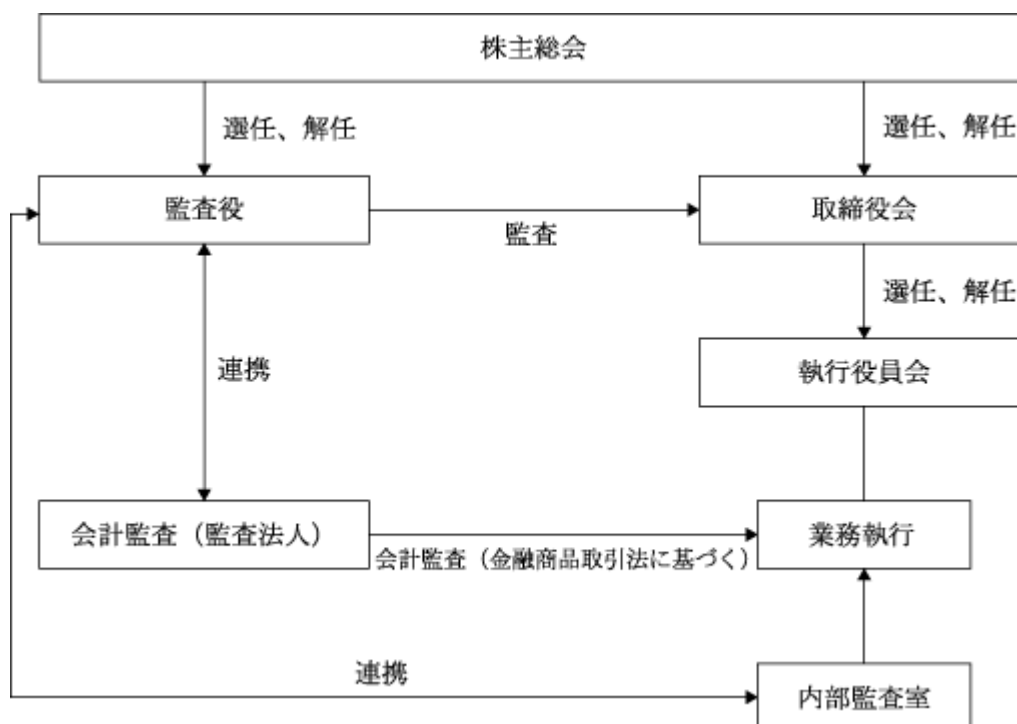 株主総会
選任、解任
選任、解任
監査役
取締役会
監査
選任、解任
連携
執行役員会
会計監査（監査法人）
業務執行
会計監査（金融商品取引法に基づく）
連携
内部監査室